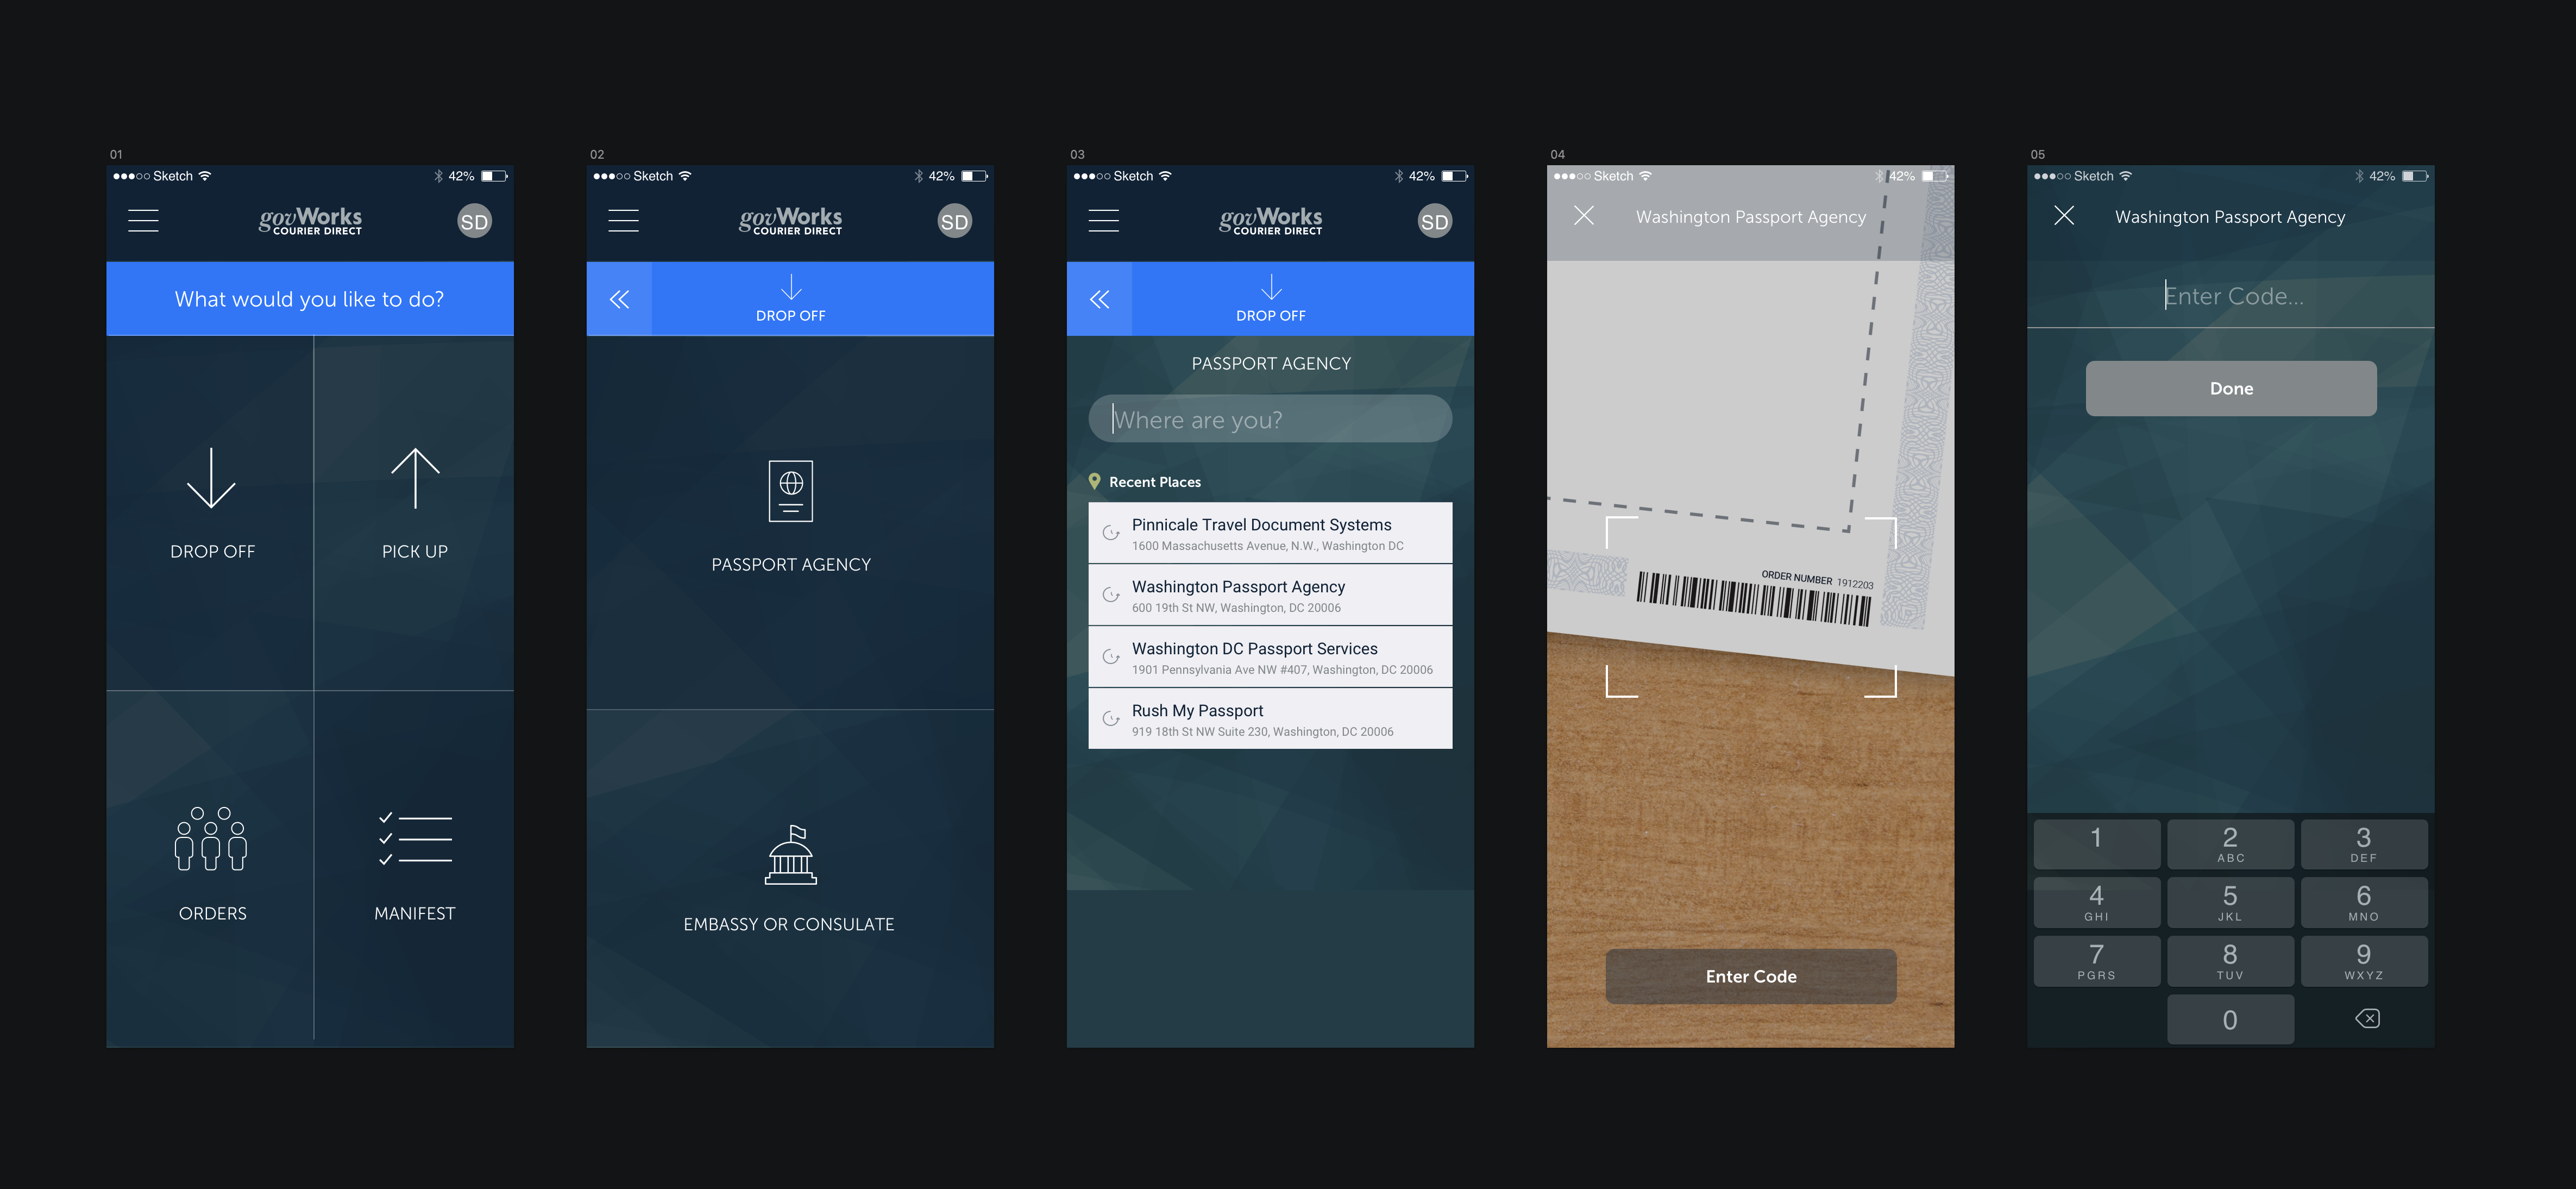 01
Sketch 42%
govWorks
COURIER DIRECT
SD
What would you like to do?
DROP OFF
PICK UP
ORDERS
MANIFEST
02
Sketch 42%
govWorks
COURIER DIRECT
SD
DROP OFF
PASSPORT AGENCY
EMBASSY OR CONSULATE
03
Sketch 42%
govWorks
COURIER DIRECT
SD
DROP OFF
PASSPORT AGENCY
Where are you?
Recent Places
Pinnicale Travel Document Systems
1600 Massachusetts Avenue, N.W., Washington DC
Washington Passport Agency
600 19th St NW, Washington, DC 20006
Washington DC Passport Services
1901 Pennsylvania Ave NW #407, Washington, DC 20006
Rush My Passport
919 18th St NW Suite 230, Washington, DC 20006
04
Sketch 42%
Washington Passport Agency
ORDER NUMBER 1912203
Enter Code
05
Sketch 42%
Washington Passport Agency
Enter Code...
Done
1 2 3
ABC DEF
4 5 6
GHI JKL MNO
7 8 9
PGRS TUV WXYZ
0